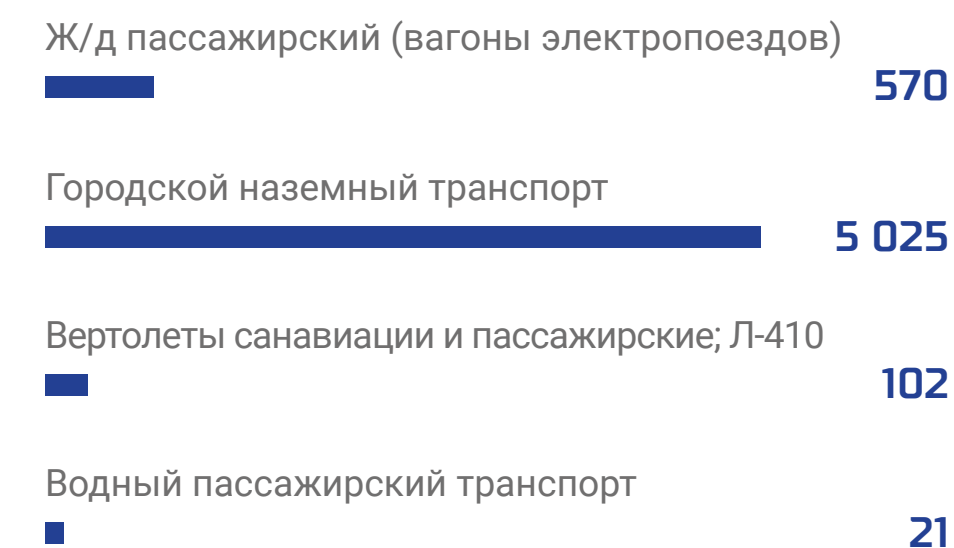 Ж/д пассажирский (вагоны электропоездов)
570
Городской наземный транспорт
5 025
Вертолеты санавиации и пассажирские; Л-410
102
Водный пассажирский транспорт
21